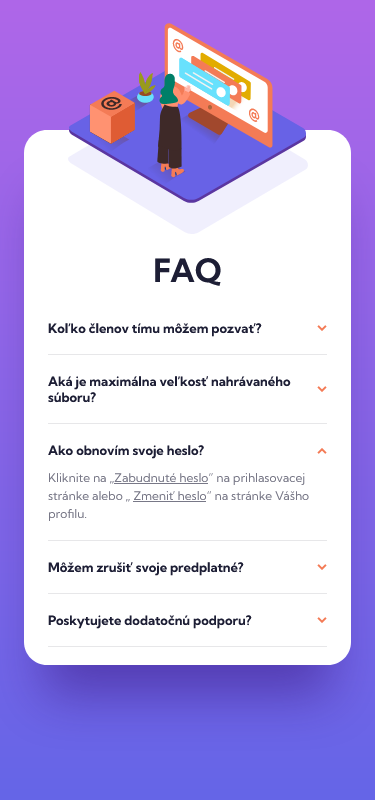 FAQ
Koľko členov tímu môžem pozvať?
Aká je maximálna veľkosť nahrávaného
súboru?
Ako obnovím svoje heslo?
Kliknite na „Zabudnuté heslo“ na prihlasovacej
stránke alebo „ Zmeniť heslo“ na stránke Vášho
profilu.
Môžem zrušiť svoje predplatné?
Poskytujete dodatočnú podporu?